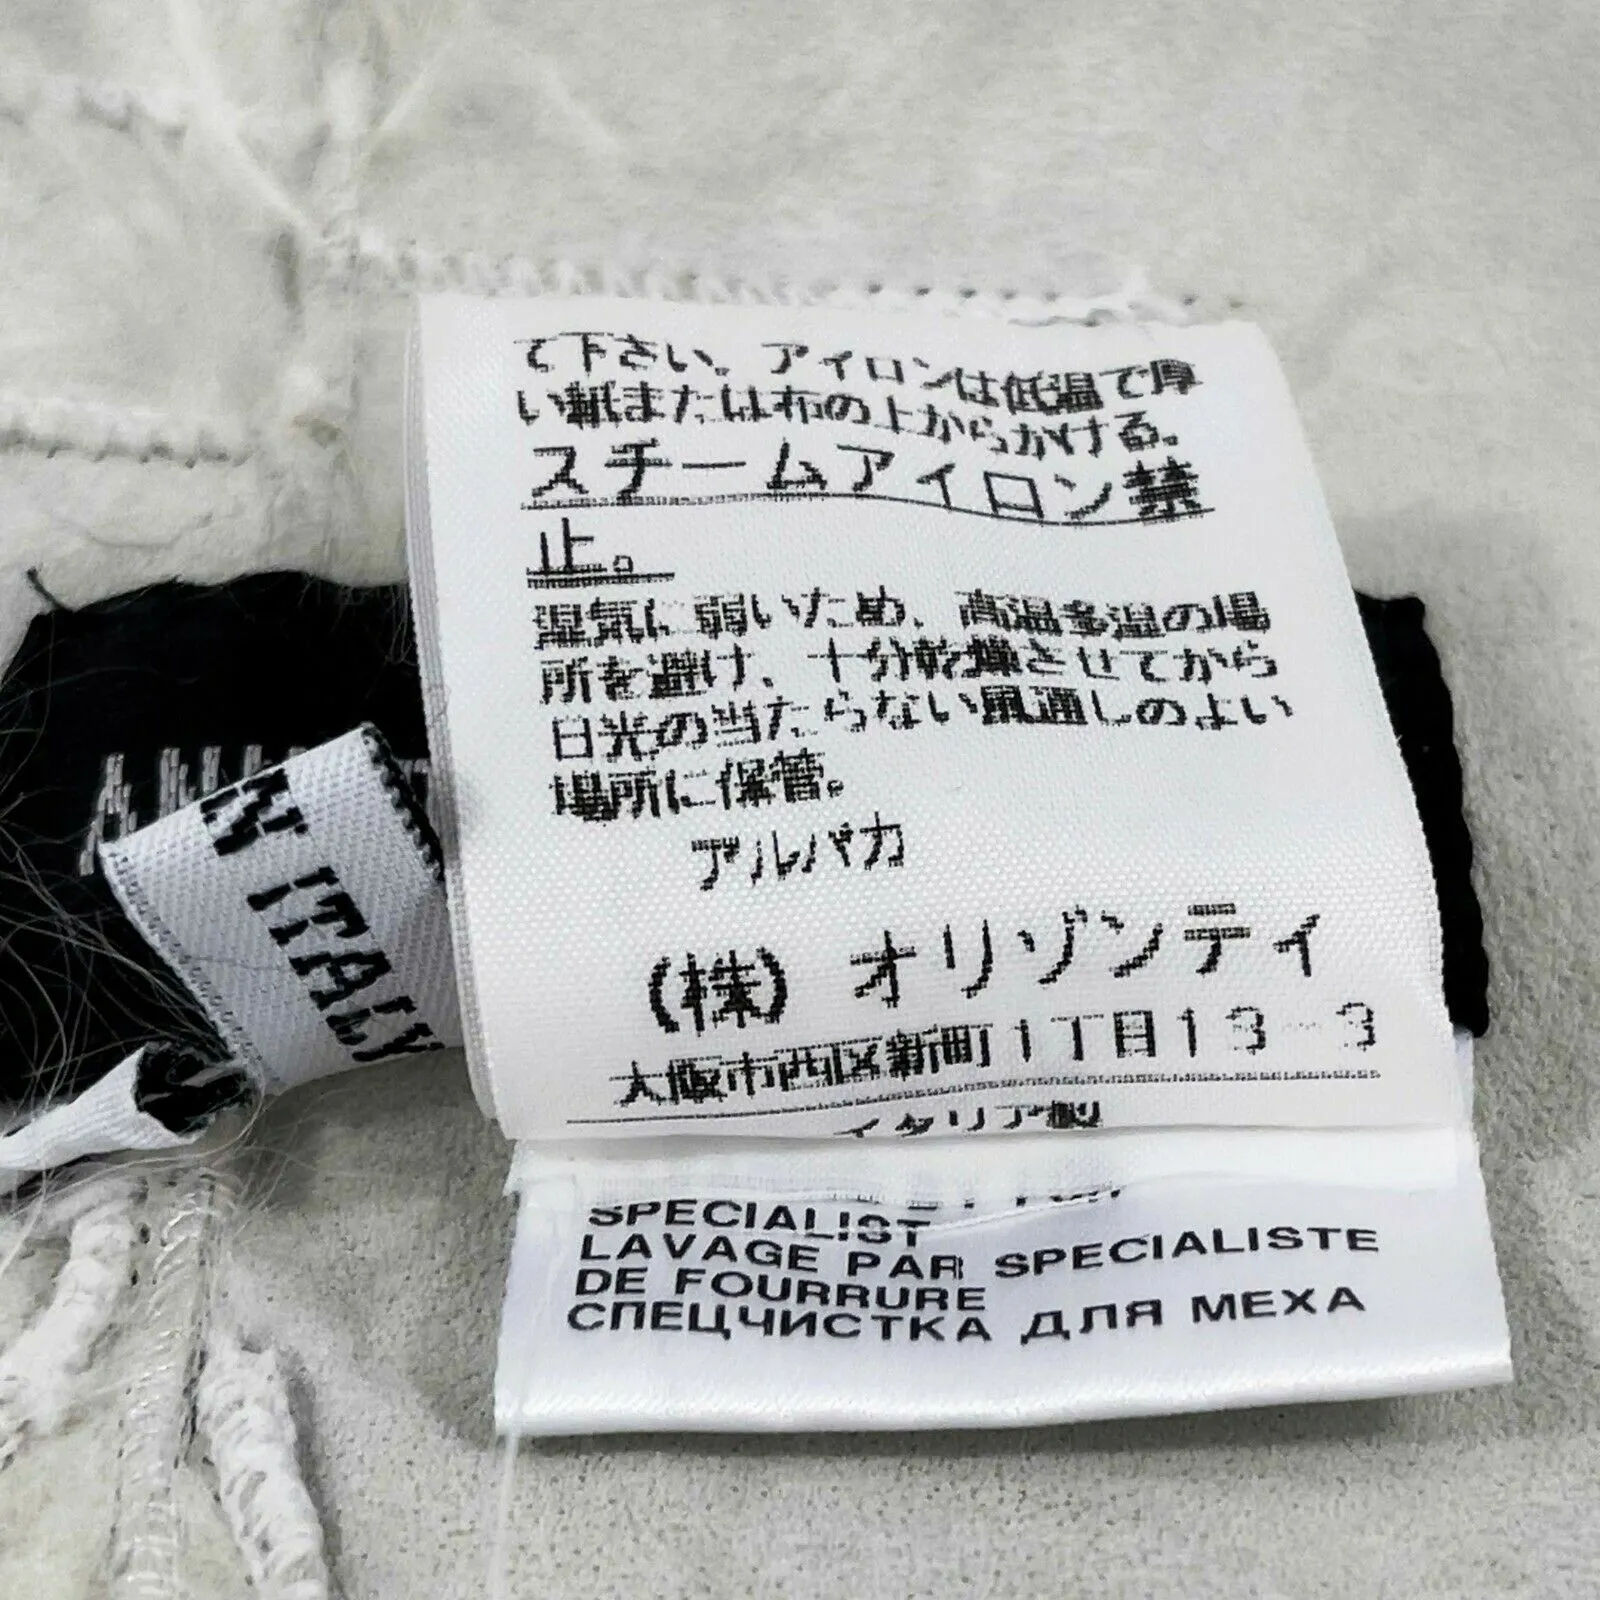 て下さい。アイロンは低温で厚
い紙または布の上からかける。
スチームアイロン禁
止。
湿気に弱いため、高温多湿の場
所を避け、十分乾燥させてから
日光の当たらない風通しのよい
場所に保管。
アルパカ
(株) オリゾンティ
大阪市西区新町1丁目13-3
イタリア製
SPECIALIST
LAVAGE PAR SPECIALISTE
DE FOURRURE
СПЕЦЧИСТКА ДЛЯ МЕХА
N ITALY